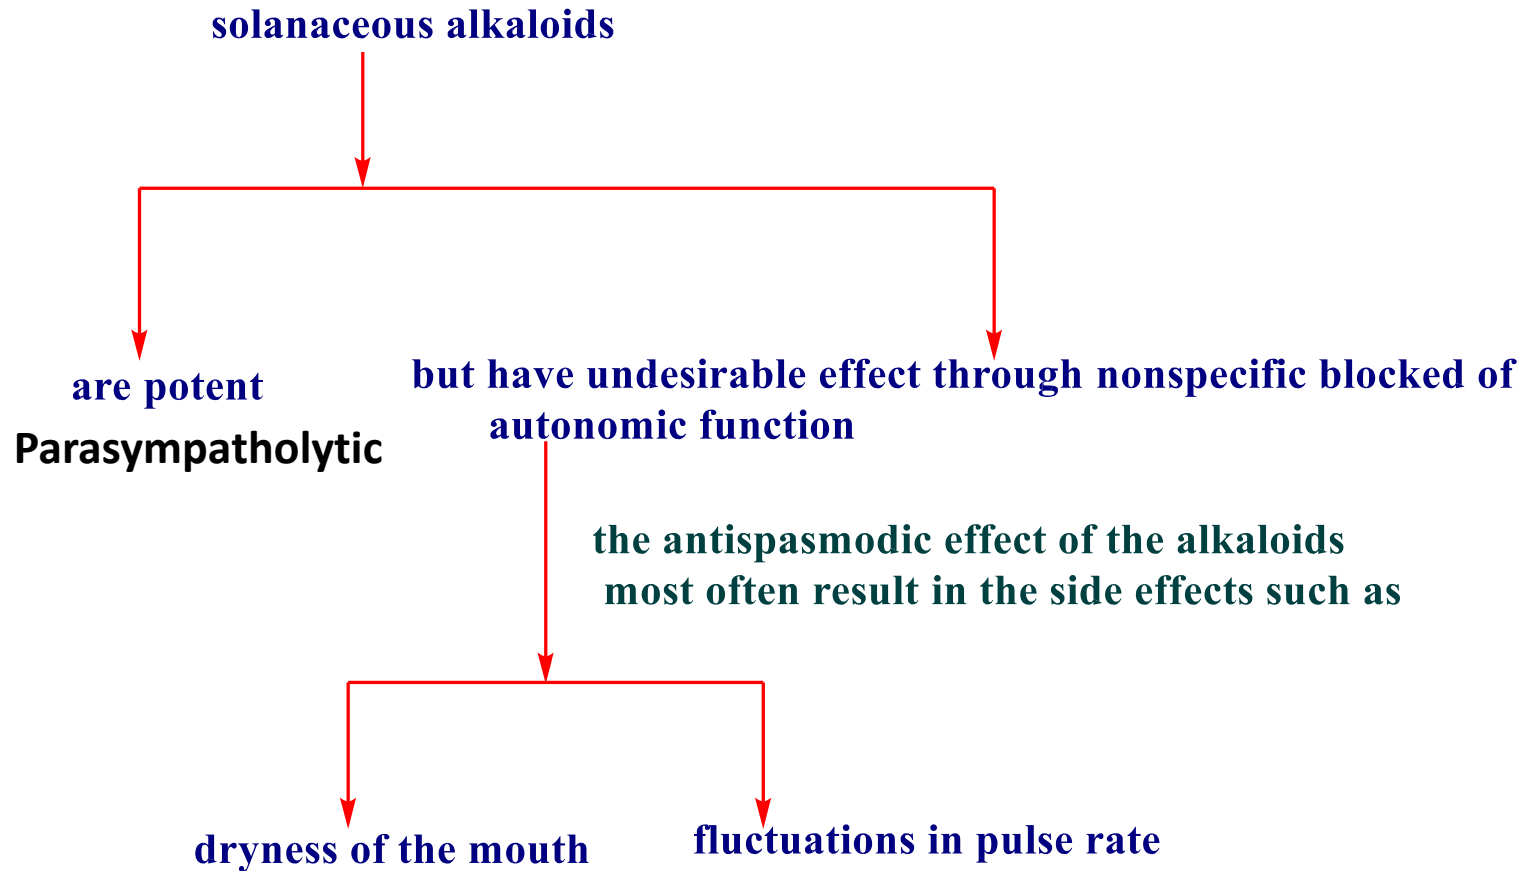 solanaceous alkaloids
are potent
Parasympatholytic
but have undesirable effect through nonspecific blocked of
autonomic function
the antispasmodic effect of the alkaloids
most often result in the side effects such as
dryness of the mouth
fluctuations in pulse rate